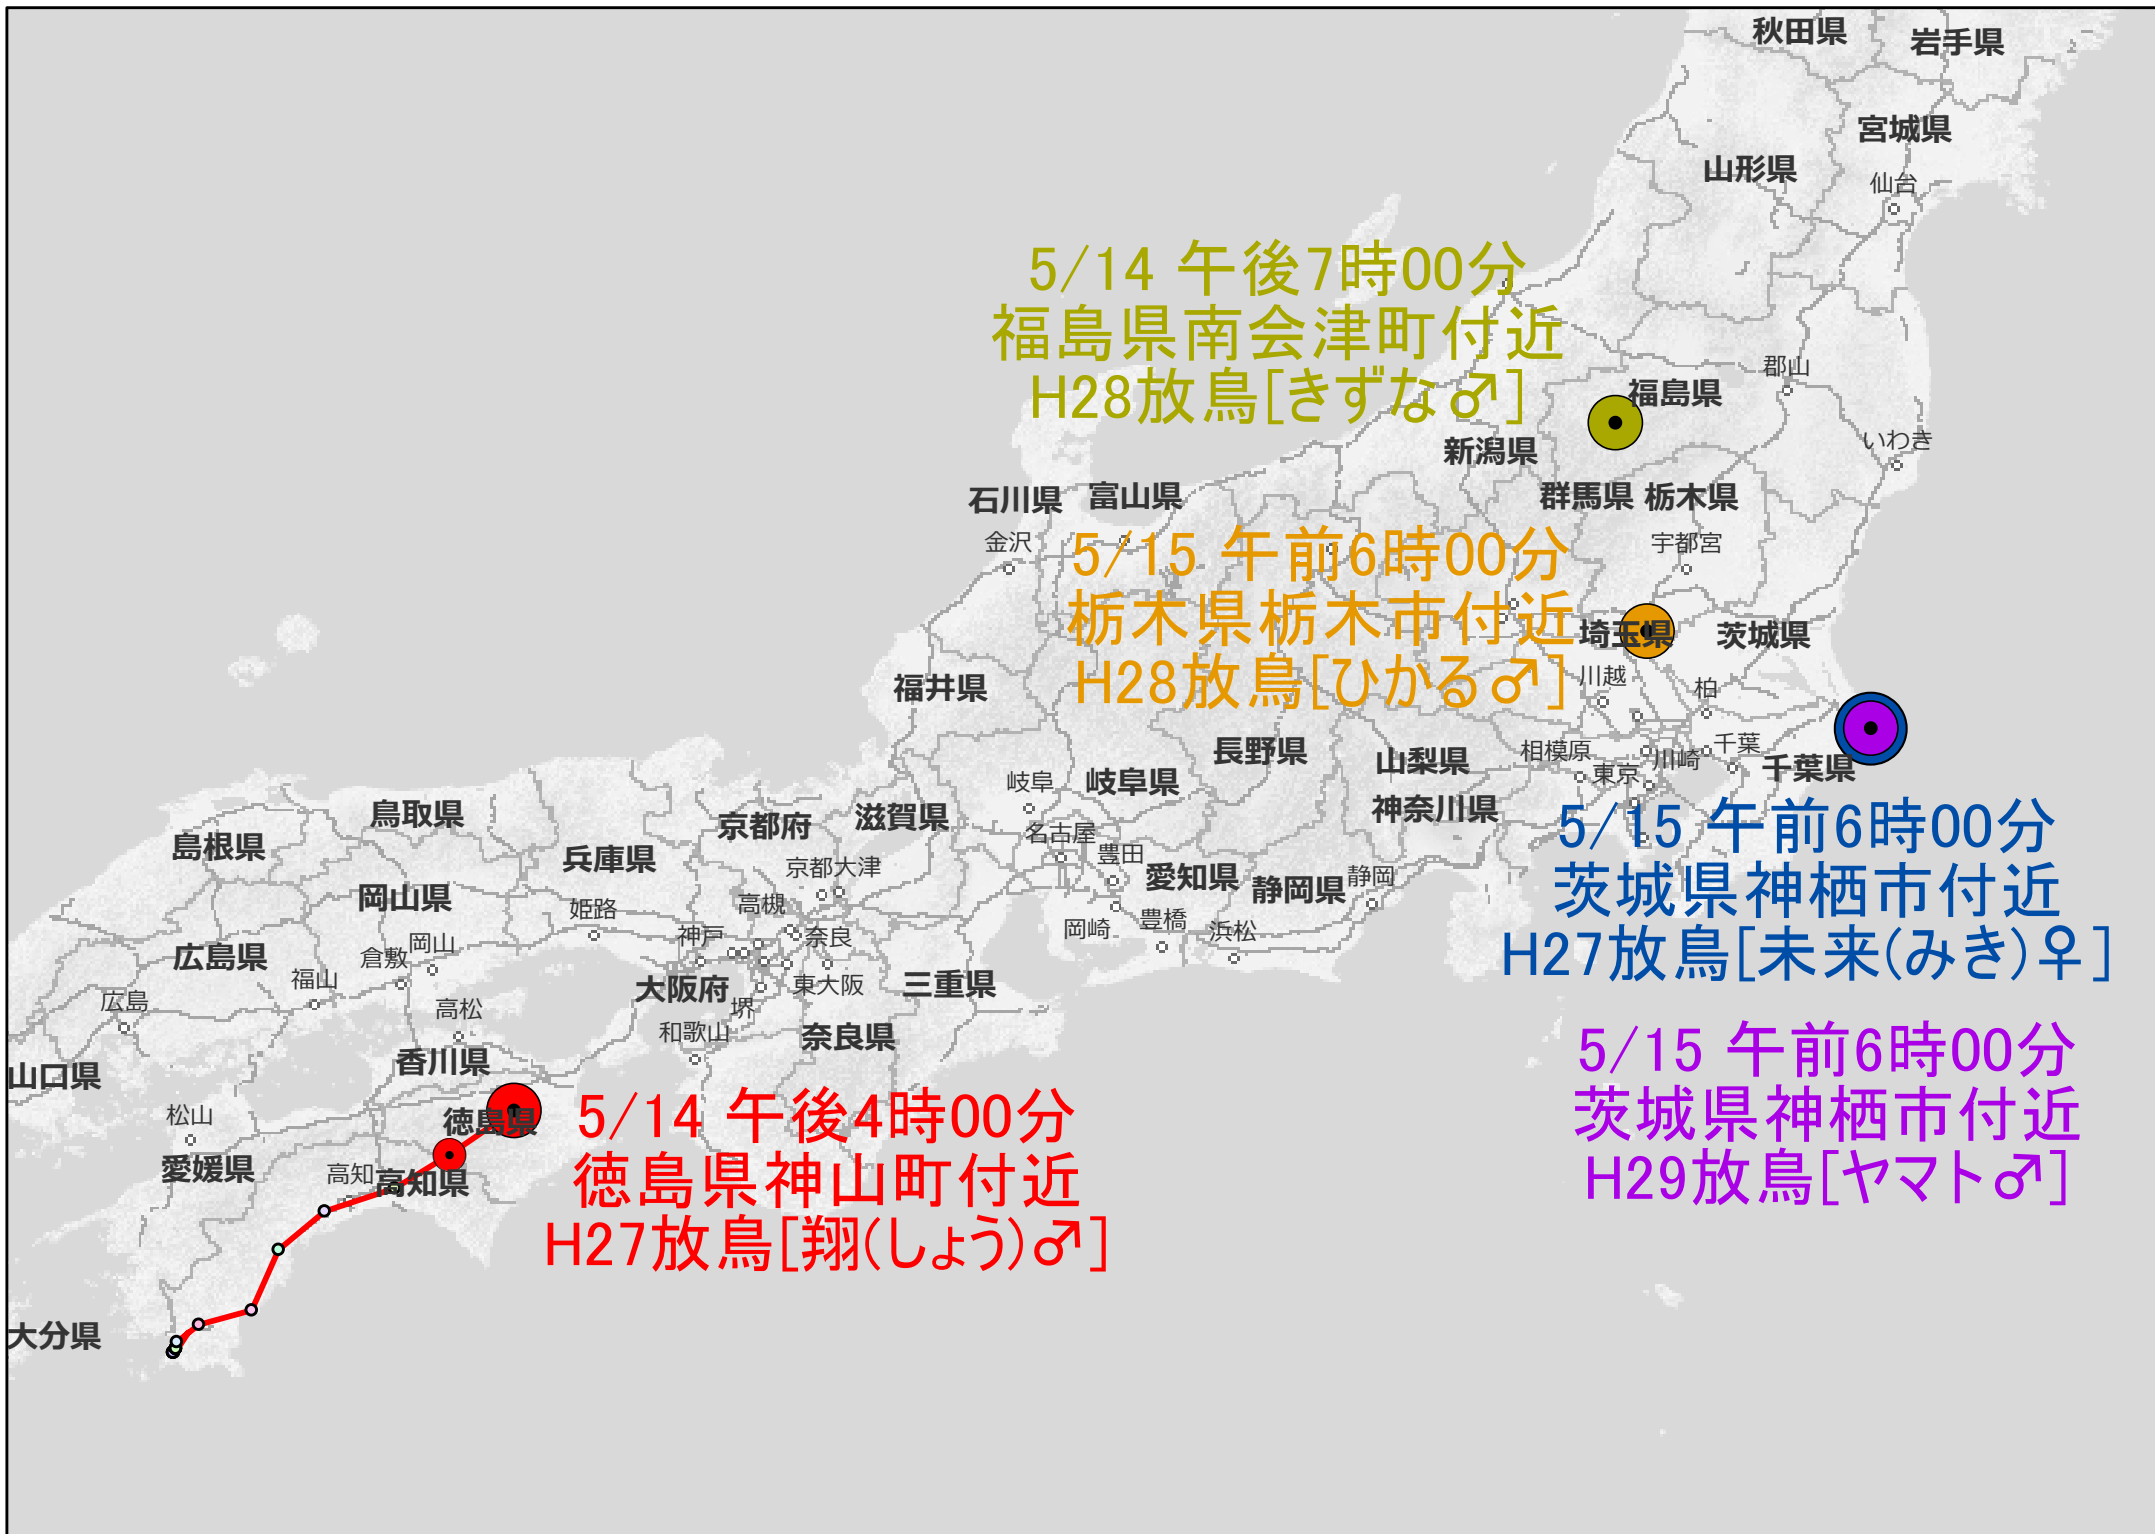 秋田県
岩手県
宮城県
山形県
仙台
5/14 午後7時00分
福島県南会津町付近
H28放鳥[きずな♂]
郡山
福島県
いわき
新潟県
群馬県
栃木県
石川県
富山県
金沢
宇都宮
5/15 午前6時00分
栃木県栃木市付近
H28放鳥[ひかる♂]
埼玉県
茨城県
川越
柏
福井県
長野県
山梨県
相模原
東京
川崎
千葉
千葉県
岐阜
岐阜県
神奈川県
鳥取県
島根県
京都府
滋賀県
名古屋
豊田
兵庫県
京都
大津
愛知県
静岡県
静岡
5/15 午前6時00分
茨城県神栖市付近
H27放鳥[未来(みき)♀]
岡山県
姫路
高槻
岡崎
豊橋
浜松
広島県
倉敷
岡山
神戸
奈良
福山
広島
大阪府
堺
東大阪
三重県
高松
和歌山
奈良県
香川県
山口県
5/15 午前6時00分
茨城県神栖市付近
H29放鳥[ヤマト♂]
松山
徳島県
5/14 午後4時00分
徳島県神山町付近
H27放鳥[翔(しょう)♂]
愛媛県
高知
高知県
大分県